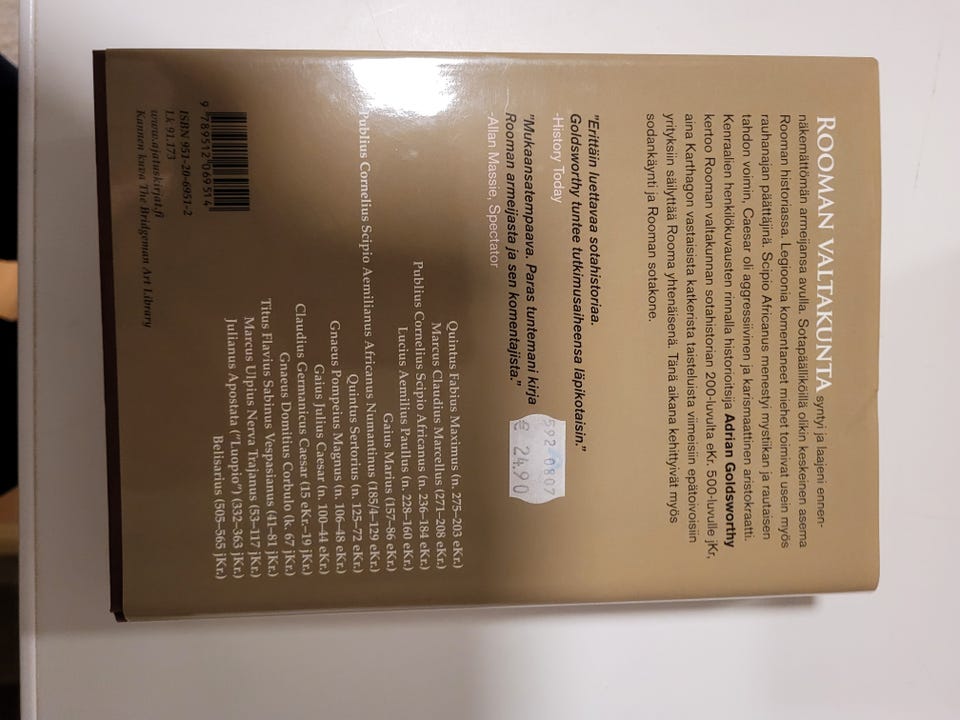 ROOMAN VALTAKUNTA syntyi ja laajeni ennen-
näkemättömän armeijansa avulla. Sotapäälliköillä olikin keskeinen asema
Rooman historiassa. Legioonia komentaneet miehet toimivat usein myös
rauhanajan päättäjinä. Scipio Africanus menestyi mystiikan ja rautaisen
tahdon voimin, Caesar oli aggressiivinen ja karismaattinen aristokraatti.
Kenraalien henkilökuvausten rinnalla historioitsija Adrian Goldsworthy
kertoo Rooman valtakunnan sotahistorian 200-luvulta eKr. 500-luvulle jKr,
aina Karthagon vastaisista katkerista taisteluista viimeisiin epätoivoisiin
yrityksiin säilyttää Rooma yhtenäisenä. Tänä aikana kehittyivät myös
sodankäynti ja Rooman sotakone.
"Erittäin luettavaa sotahistoriaa.
Goldsworthy tuntee tutkimusaiheensa läpikotaisin."
-History Today
"Mukaansatempaava. Paras tuntemani kirja
Rooman armeijasta ja sen komentajista."
-Allan Massie, Spectator
592 0807
€ 24.90
Quintus Fabius Maximus (n. 275–203 eKr.)
Marcus Claudius Marcellus (271–208 eKr.)
Publius Cornelius Scipio Africanus (n. 236–184 eKr.)
Lucius Aemilius Paullus (n. 228–160 eKr.)
Gaius Marius (157–86 eKr.)
Publius Cornelius Scipio Aemilianus Africanus Numantinus (185/4–129 eKr.)
Quintus Sertorius (n. 125–72 eKr.)
Gnaeus Pompeius Magnus (n. 106–48 eKr.)
Gaius Julius Caesar (n. 100–44 eKr.)
Claudius Germanicus Caesar (15 eKr.–19 jKr.)
Gnaeus Domitius Corbulo (k. 67 jKr.)
Titus Flavius Sabinus Vespasianus (41–81 jKr.)
Marcus Ulpius Nerva Trajanus (53–117 jKr.)
Julianus Apostata ("Luopio") (332–363 jKr.)
Belisarius (505–565 jKr.)
9 789512 069514
ISBN 951-20-6951-2
Lk 91.173
www.ajatuskirjat.fi
Kannen kuva The Bridgeman Art Library